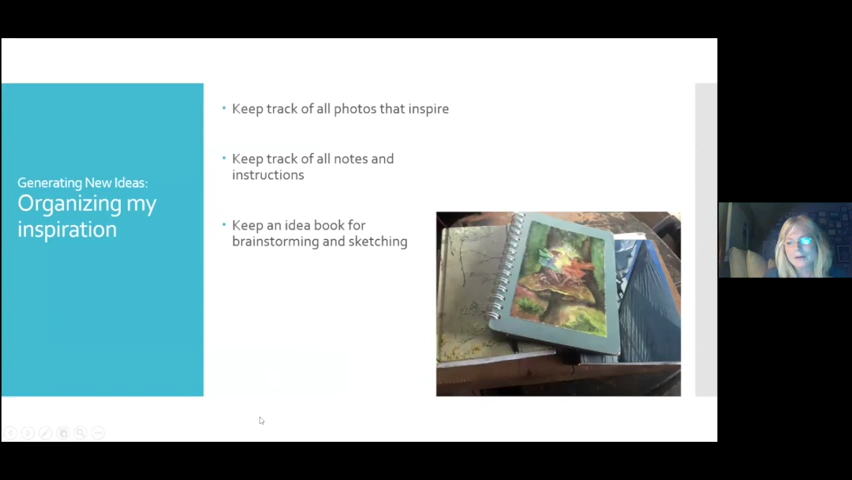 Generating New Ideas:
Organizing my
inspiration
• Keep track of all photos that inspire
• Keep track of all notes and
instructions
• Keep an idea book for
brainstorming and sketching